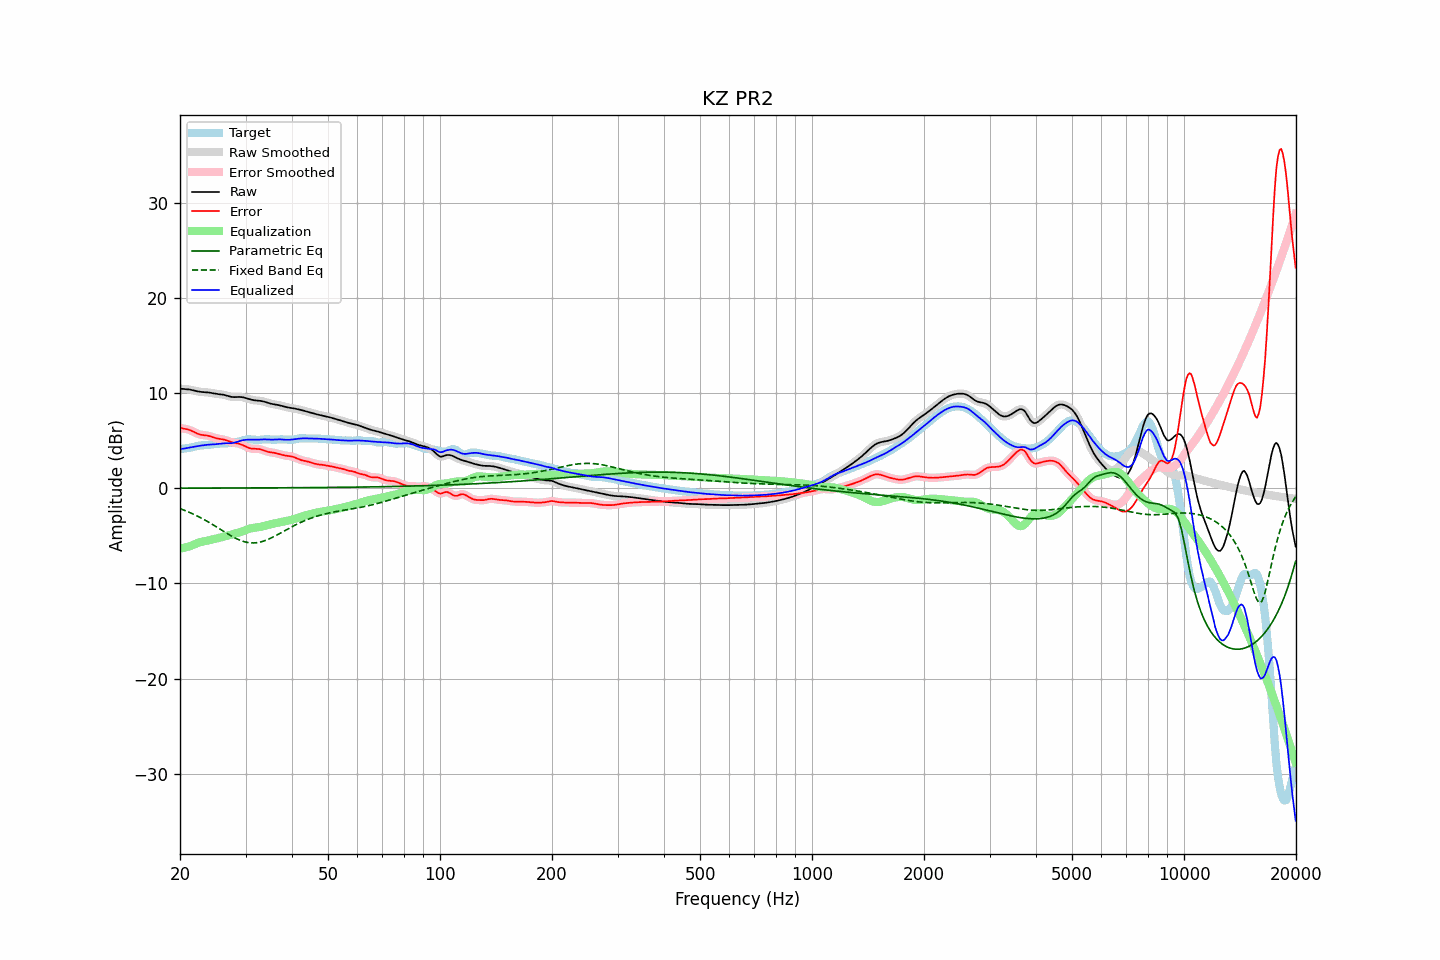 KZ PR2
Target
Raw Smoothed
Error Smoothed
Raw
Error
Equalization
Parametric Eq
Fixed Band Eq
Equalized
Amplitude (dBr)
30
20
10
0
−10
−20
−30
20 50 100 200 500 1000 2000 5000 10000 20000
Frequency (Hz)